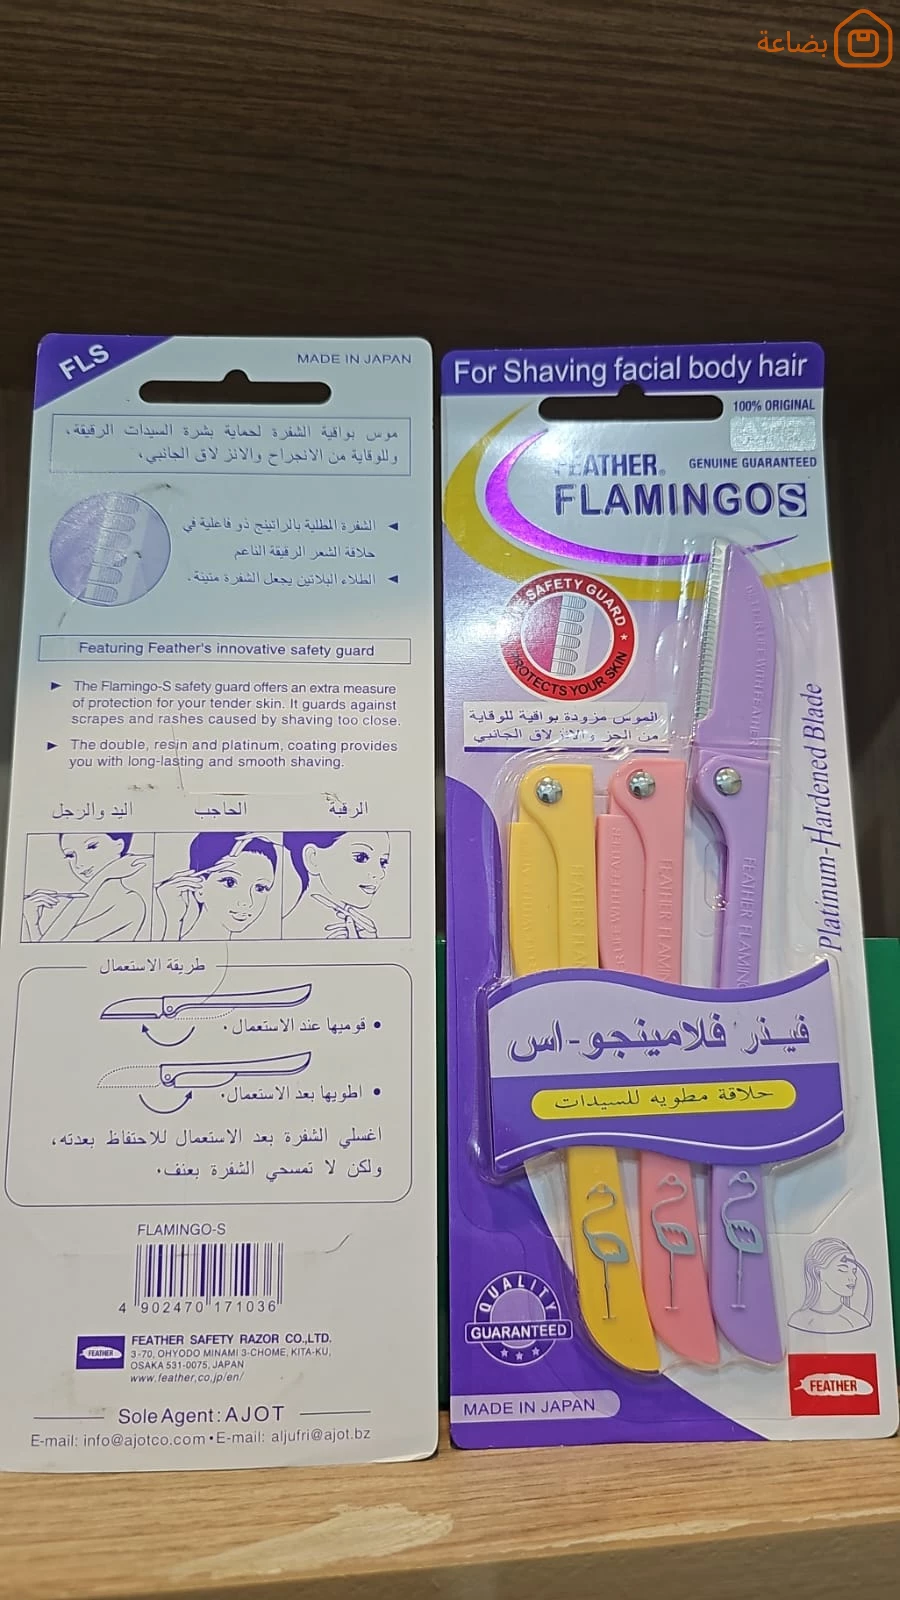 بضاعة
FLS
MADE IN JAPAN
موس بواقية الشفرة لحماية بشرة السيدات الرقيقة،
وللوقاية من الانجراح والانزلاق الجانبي،
الشفرة المطلية بالراتينج ذو فاعلية في
حلاقة الشعر الرقيقة الناعم
الطلاء البلاتين يجعل الشفرة متينة.
Featuring Feather's innovative safety guard
The Flamingo-S safety guard offers an extra measure
of protection for your tender skin. It guards against
scrapes and rashes caused by shaving too close.
The double, resin and platinum, coating provides
you with long-lasting and smooth shaving.
الرقبة
الحاجب
اليد والرجل
طريقة الاستعمال
• قوميها عند الاستعمال.
• اطويها بعد الاستعمال.
اغسلي الشفرة بعد الاستعمال للاحتفاظ بعدته،
ولكن لا تمسحي الشفرة بعنف.
FLAMINGO-S
4 902470 171036
FEATHER
FEATHER SAFETY RAZOR CO.,LTD.
3-70, OHYODO MINAMI 3-CHOME, KITA-KU,
OSAKA 531-0075, JAPAN
www.feather.co.jp/en/
Sole Agent: AJOT
E-mail: info@ajotco.com • E-mail: aljufri@ajot.bz
For Shaving facial body hair
100% ORIGINAL
GENUINE GUARANTEED
FEATHER®
FLAMINGO S
SAFETY GUARD
PROTECTS YOUR SKIN
الموس مزودة بواقية للوقاية
من الحز والانزلاق الجانبي
Platinum-Hardened Blade
FEATHER FLAMING
فيذر فلامينجو - اس
حلاقة مطويه للسيدات
QUALITY
GUARANTEED
MADE IN JAPAN
FEATHER